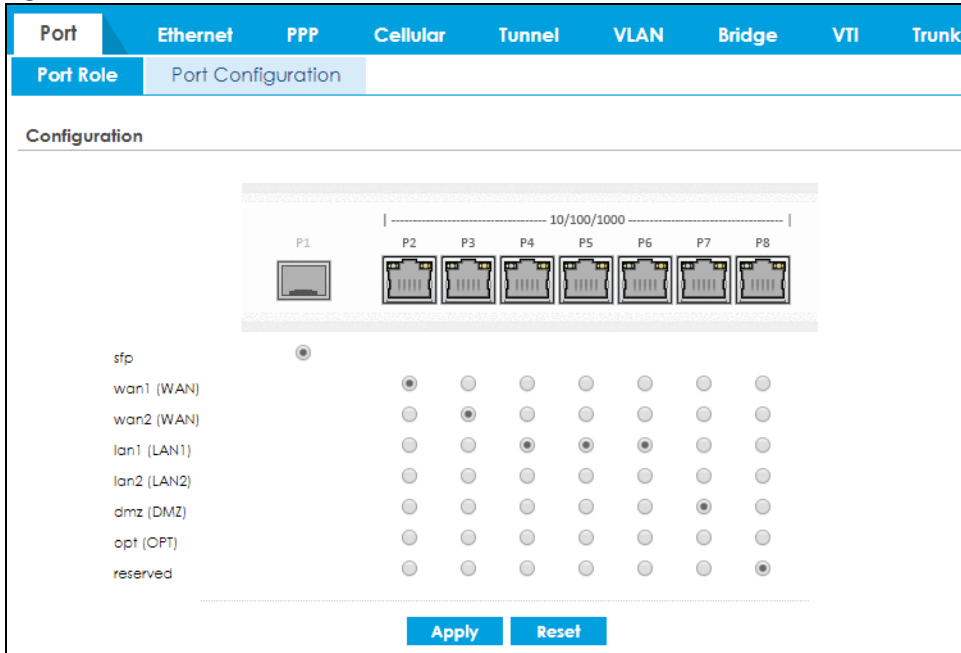 Port Ethernet PPP Cellular Tunnel VLAN Bridge VTI Trunk
Port Role Port Configuration
Configuration
10/100/1000
P1 P2 P3 P4 P5 P6 P7 P8
sfp
wan1 (WAN)
wan2 (WAN)
lan1 (LAN1)
lan2 (LAN2)
dmz (DMZ)
opt (OPT)
reserved
Apply Reset